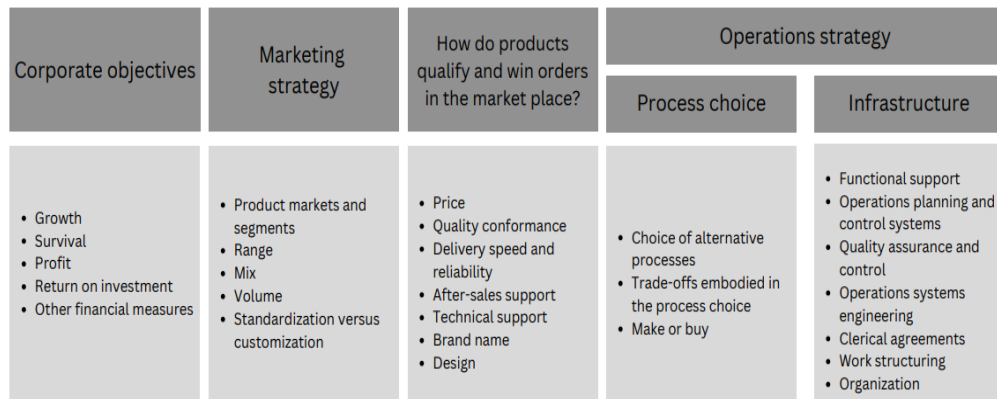 Corporate objectives
Marketing
strategy
How do products
qualify and win orders
in the market place?
Operations strategy
Process choice
Infrastructure
• Growth
• Survival
• Profit
• Return on investment
• Other financial measures
• Product markets and
segments
• Range
• Mix
• Volume
• Standardization versus
customization
• Price
• Quality conformance
• Delivery speed and
reliability
• After-sales support
• Technical support
• Brand name
• Design
• Choice of alternative
processes
• Trade-offs embodied in
the process choice
• Make or buy
• Functional support
• Operations planning and
control systems
• Quality assurance and
control
• Operations systems
engineering
• Clerical agreements
• Work structuring
• Organization